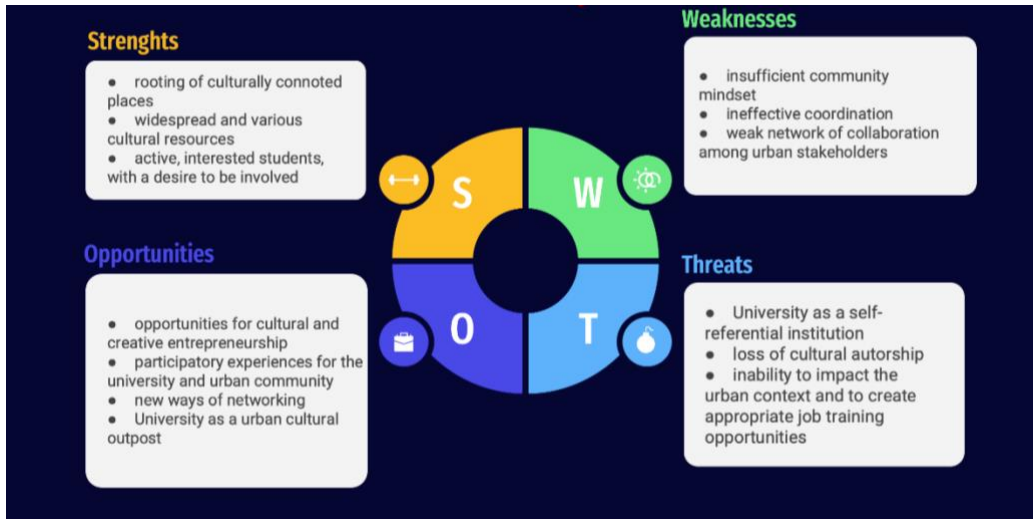 Strenghts
● rooting of culturally connoted
places
● widespread and various
cultural resources
● active, interested students,
with a desire to be involved
Weaknesses
● insufficient community
mindset
● ineffective coordination
● weak network of collaboration
among urban stakeholders
S
W
O
T
Opportunities
● opportunities for cultural and
creative entrepreneurship
● participatory experiences for the
university and urban community
● new ways of networking
● University as a urban cultural
outpost
Threats
● University as a self-
referential institution
● loss of cultural autorship
● inability to impact the
urban context and to create
appropriate job training
opportunities